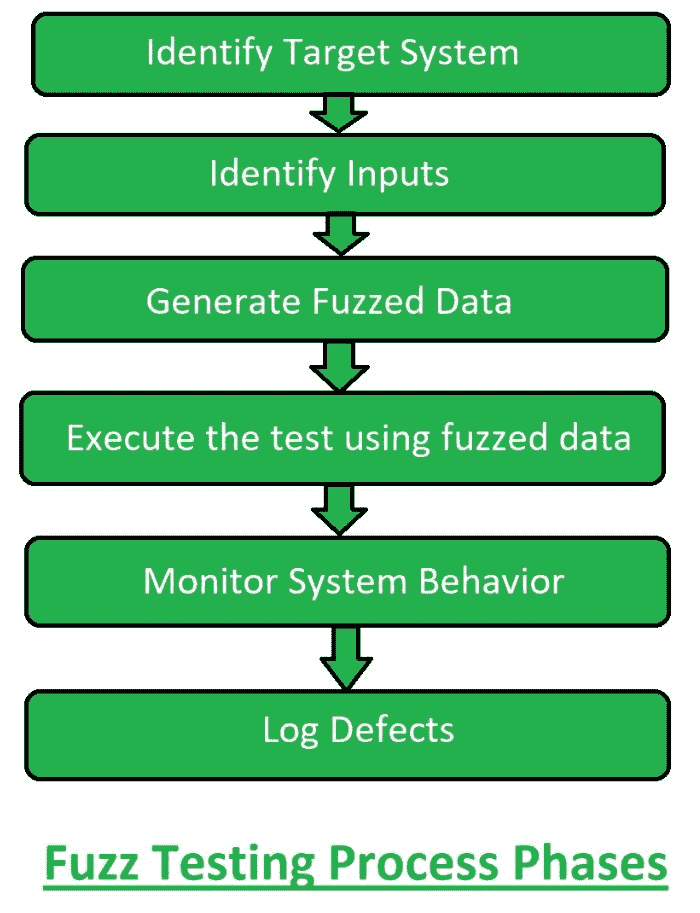 Identify Target System
Identify Inputs
Generate Fuzzed Data
Execute the test using fuzzed data
Monitor System Behavior
Log Defects
Fuzz Testing Process Phases